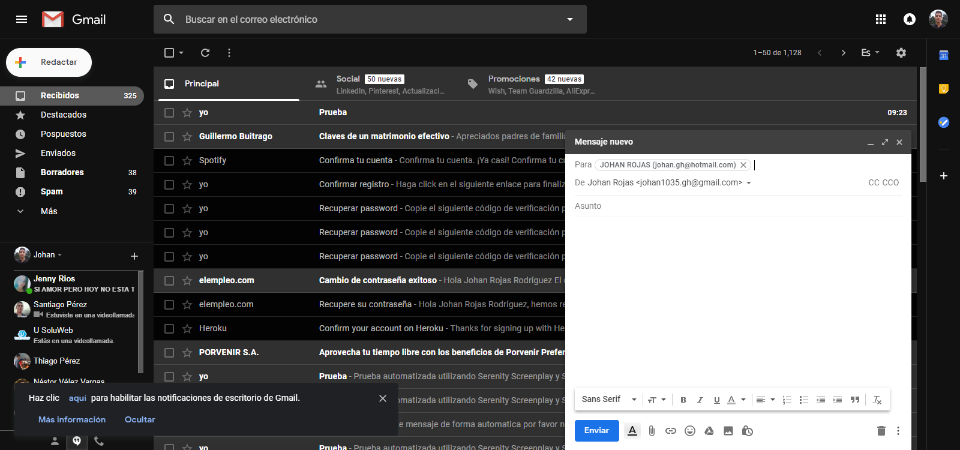 Gmail
Buscar en el correo electrónico
Redactar
1–50 de 1,128
Es
Recibidos 325
Destacados
Pospuestos
Enviados
Borradores 38
Spam 39
Más
Johan
Jenny Rios
SI AMOR PERO HOY NO ESTA T
Santiago Pérez
Estuviste en una videollamada
U SoluWeb
Estás en una videollamada.
Thiago Pérez
Néstor Vélez Vargas
Principal
Social 50 nuevas
LinkedIn, Pinterest, Actualizaci...
Promociones 42 nuevas
Wish, Team Guardzilla, AliExpr...
yo Prueba 09:23
Guillermo Buitrago Claves de un matrimonio efectivo - Apreciados padres de famili
Spotify Confirma tu cuenta - Confirma tu cuenta. ¡Ya casi! Confirma tu c
yo Confirmar registro - Haga click en el siguiente enlace para finaliz
yo Recuperar password - Copie el siguiente código de verificación p
yo Recuperar password - Copie el siguiente código de verificación p
yo Recuperar password - Copie el siguiente código de verificación p
elempleo.com Cambio de contraseña exitoso - Hola Johan Rojas Rodríguez El
elempleo.com Recupere su contraseña - Hola Johan Rojas Rodríguez, hemos r
Heroku Confirm your account on Heroku - Thanks for signing up with He
PORVENIR S.A. Aprovecha tu tiempo libre con los beneficios de Porvenir Prefer
yo Prueba - Prueba automatizada utilizando Serenity Screenplay y S
automatizada utilizando Serenity Screenplay y S
e mensaje de forma automatica por favor n
yo Prueba - Prueba automatizada utilizando Serenity Screenplay y S
Haz clic aquí para habilitar las notificaciones de escritorio de Gmail.
Más información Ocultar
Mensaje nuevo
Para JOHAN ROJAS (johan.gh@hotmail.com)
De Johan Rojas <johan1035.gh@gmail.com> CC CCO
Asunto
Sans Serif
Enviar